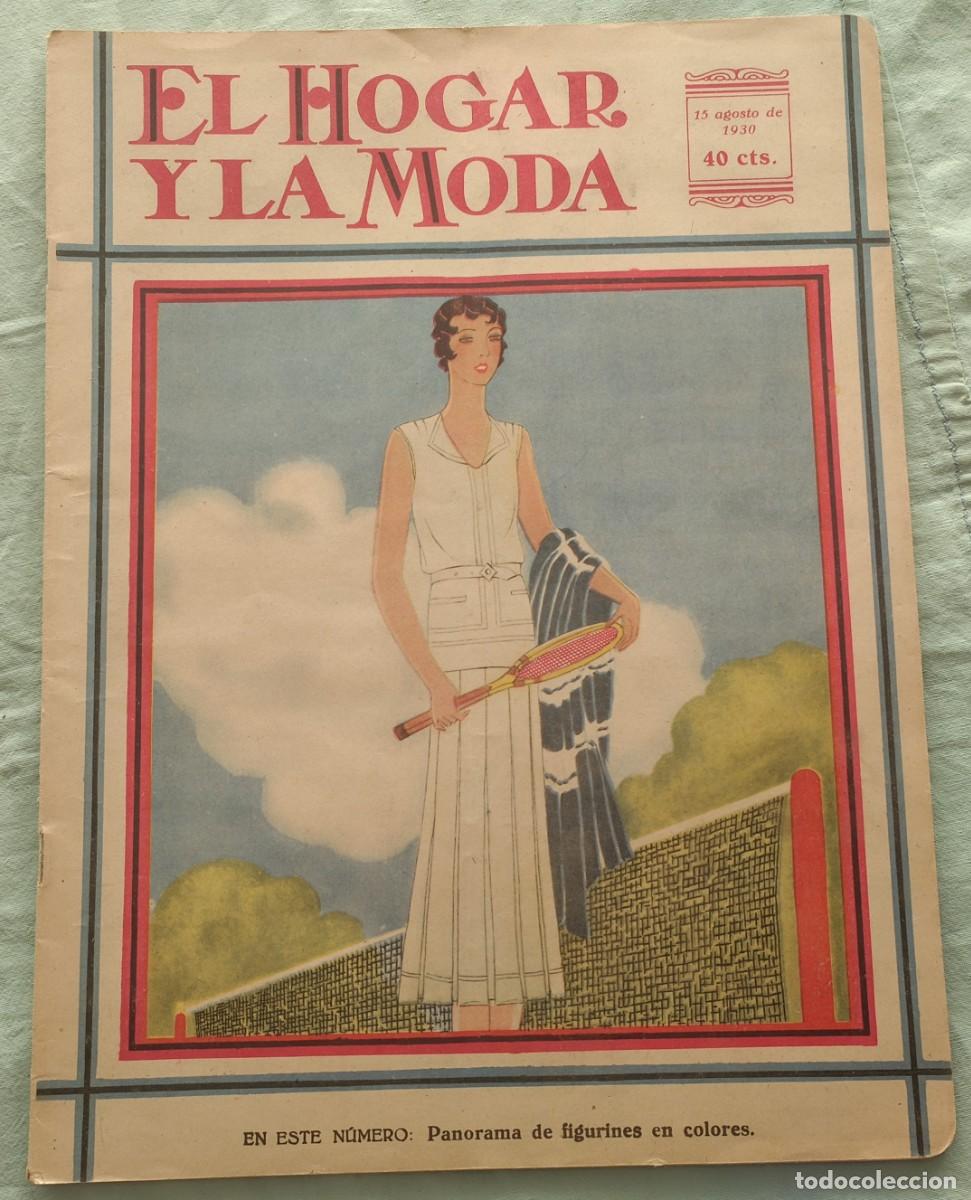 EL HOGAR
Y LA MODA
15 agosto de
1930
40 cts.
EN ESTE NÚMERO: Panorama de figurines en colores.
todocoleccion